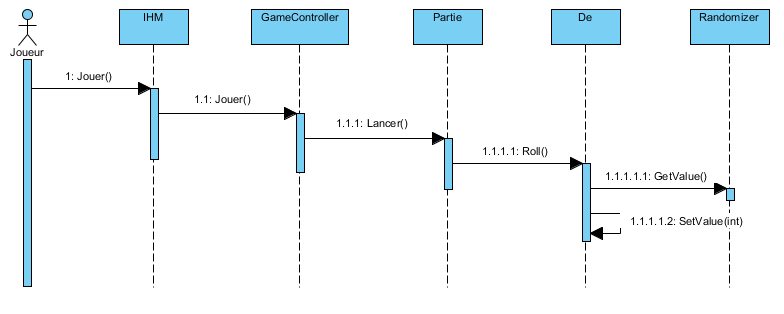 IHM
GameController
Partie
De
Randomizer
Joueur
1: Jouer()
1.1: Jouer()
1.1.1: Lancer()
1.1.1.1: Roll()
1.1.1.1.1: GetValue()
1.1.1.1.2: SetValue(int)